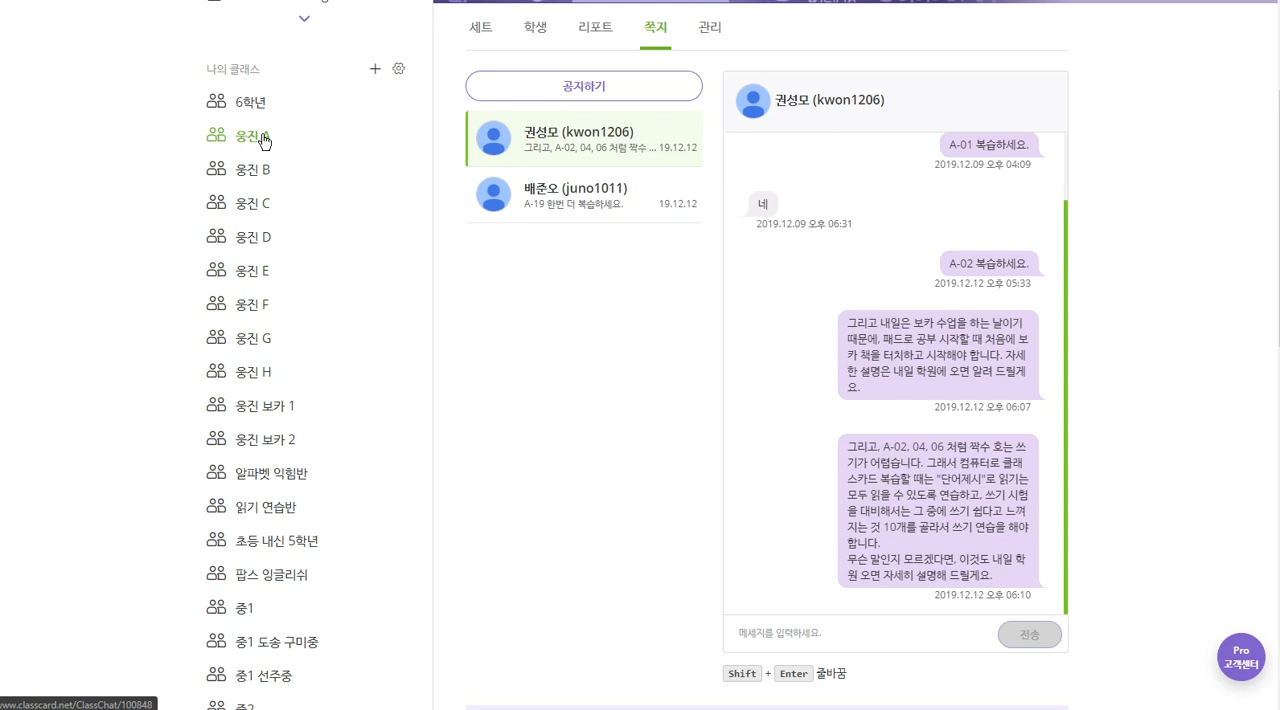 세트 학생 리포트 쪽지 관리
나의 클래스
6학년
웅진 A
웅진 B
웅진 C
웅진 D
웅진 E
웅진 F
웅진 G
웅진 H
웅진 보카 1
웅진 보카 2
알파벳 익힘반
읽기 연습반
초등 내신 5학년
팝스 잉글리쉬
중1
중1 도송 구미중
중1 선주중
중2
www.classcard.net/ClassChat/100848
공지하기
권성모 (kwon1206)
그리고, A-02, 04, 06 처럼 짝수 ... 19.12.12
배준오 (juno1011)
A-19 한번 더 복습하세요. 19.12.12
권성모 (kwon1206)
A-01 복습하세요.
2019.12.09 오후 04:09
네
2019.12.09 오후 06:31
A-02 복습하세요.
2019.12.12 오후 05:33
그리고 내일은 보카 수업을 하는 날이기
때문에, 패드로 공부 시작할 때 처음에 보
카 책을 터치하고 시작해야 합니다. 자세
한 설명은 내일 학원에 오면 알려 드릴게
요.
2019.12.12 오후 06:07
그리고, A-02, 04, 06 처럼 짝수 호는 쓰
기가 어렵습니다. 그래서 컴퓨터로 클래
스카드 복습할 때는 "단어제시"로 읽기는
모두 읽을 수 있도록 연습하고, 쓰기 시험
을 대비해서는 그 중에 쓰기 쉽다고 느껴
지는 것 10개를 골라서 쓰기 연습을 해야
합니다.
무슨 말인지 모르겠다면, 이것도 내일 학
원 오면 자세히 설명해 드릴게요.
2019.12.12 오후 06:10
메세지를 입력하세요.
전송
Shift + Enter 줄바꿈
Pro
고객센터